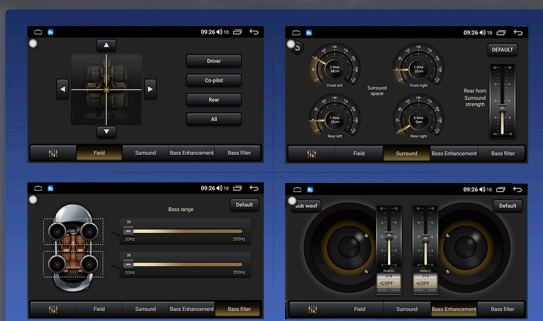 09:26 18
Driver
Co-pilot
Rear
All
Field
Surround
Bass Enhancement
Bass filter
09:26 18
DEFAULT
Front left
Front right
Surround
space
Rear horn
Surround
strength
Rear left
Rear right
Field
Surround
Bass Enhancement
Bass filter
09:26 18
Default
Bass range
20Hz
250Hz
20Hz
250Hz
Field
Surround
Bass Enhancement
Bass filter
09:26 18
Sub woof
Default
OFF
OFF
Field
Surround
Bass Enhancement
Bass filter